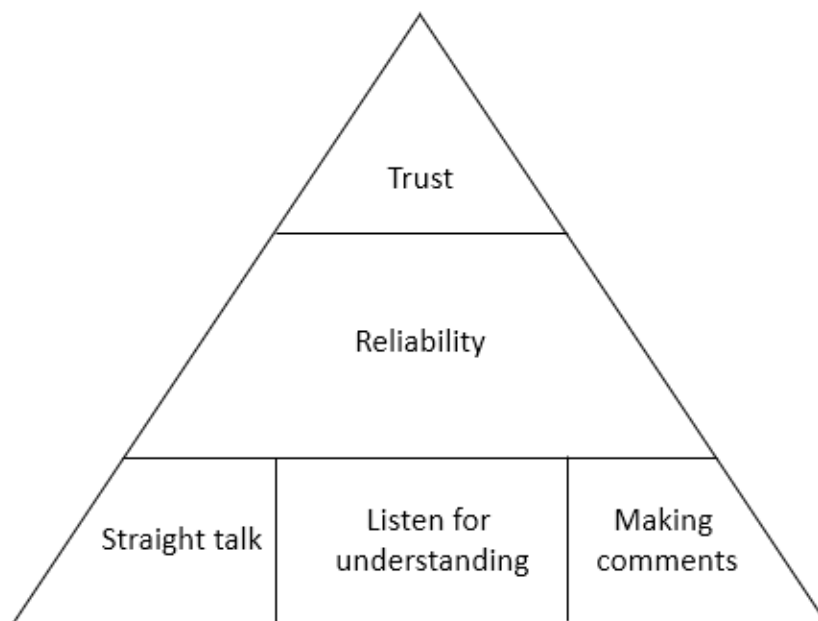 Trust
Reliability
Straight talk
Listen for
understanding
Making
comments